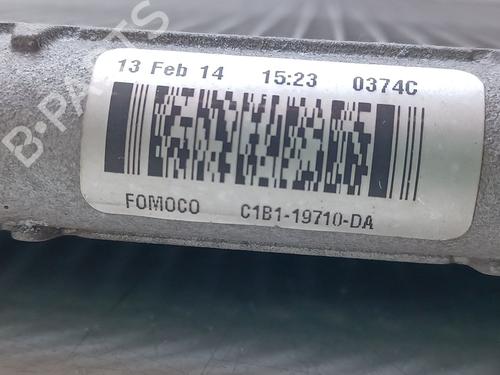 13 Feb 14 15:23 0374C
FOMOCO C1B1-19710-DA
B-PARTS